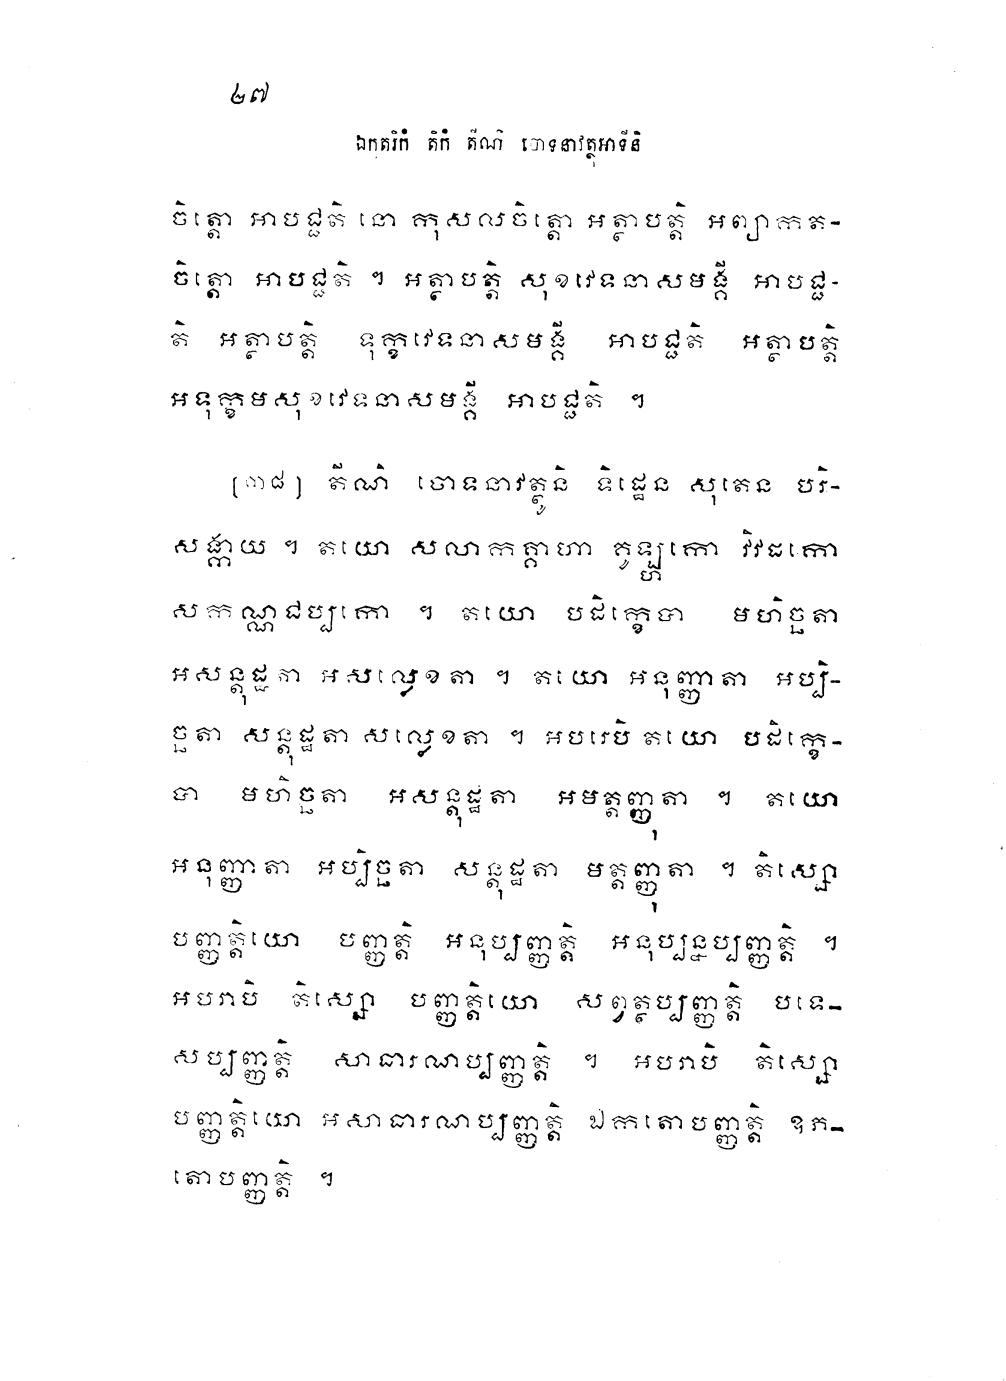 ២៧
ឯកុត្តរិកំ តិកំ តីណិ ចោទនាវត្ថុអាទីនិ
ចិត្តោ អាបជ្ជតិ នោ កុសលចិត្តោ អត្ថាបត្តិ អព្យាកត-
ចិត្តោ អាបជ្ជតិ ។ អត្ថាបត្តិ សុខវេទនាសមង្គី អាបជ្ជ-
តិ អត្ថាបត្តិ ទុក្ខវេទនាសមង្គី អាបជ្ជតិ អត្ថាបត្តិ
អទុក្ខមសុខវេទនាសមង្គី អាបជ្ជតិ ។
[៣៨] តីណិ ចោទនាវត្ថូនិ ទិដ្ឋេន សុតេន បរិ-
សង្កាយ ។ តយោ សលាកត្គាហា គូឡ្ហកោ វិវដកោ
សកណ្ណជប្បកោ ។ តយោ បដិក្ខេបា មហិច្ឆតា
អសន្តុដ្ឋតា អសល្លេខតា ។ តយោ អនុញ្ញាតា អប្បិ-
ច្ឆតា សន្តុដ្ឋតា សល្លេខតា ។ អបរេបិ តយោ បដិក្ខេ-
បា មហិច្ឆតា អសន្តុដ្ឋតា អមត្តញ្ញុតា ។ តយោ
អនុញ្ញាតា អប្បិច្ឆតា សន្តុដ្ឋតា មត្តញ្ញុតា ។ តិស្សោ
បញ្ញត្តិយោ បញ្ញត្តិ អនុប្បញ្ញត្តិ អនុប្បន្នប្បញ្ញត្តិ ។
អបរាបិ តិស្សោ បញ្ញត្តិយោ សព្វត្ថប្បញ្ញត្តិ បទេ-
សប្បញ្ញត្តិ សាធារណប្បញ្ញត្តិ ។ អបរាបិ តិស្សោ
បញ្ញត្តិយោ អសាធារណប្បញ្ញត្តិ ឯកតោបញ្ញត្តិ ឧភ-
តោបញ្ញត្តិ ។